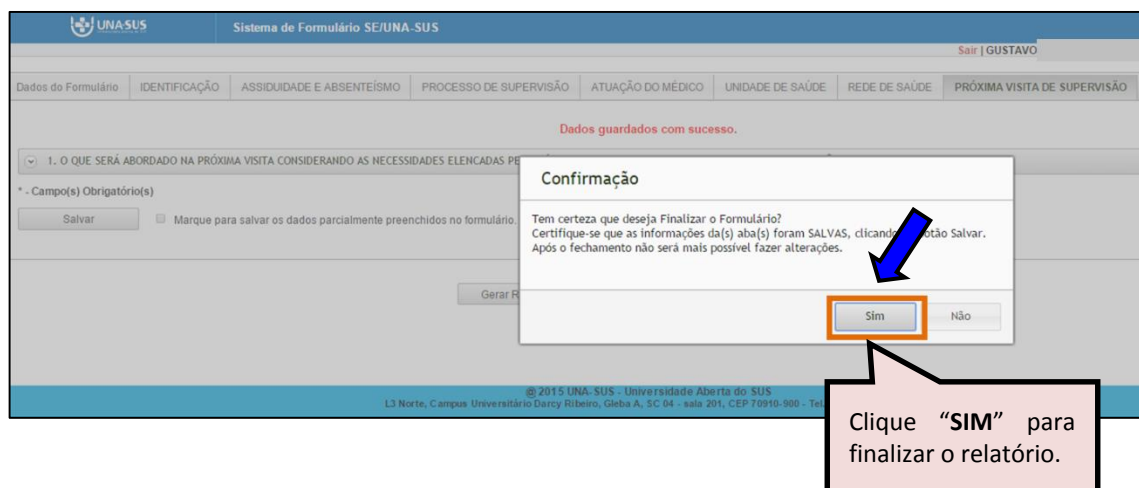 UNA-SUS
Sistema de Formulário SE/UNA-SUS
Sair | GUSTAVO
Dados do Formulário IDENTIFICAÇÃO ASSIDUIDADE E ABSENTEÍSMO PROCESSO DE SUPERVISÃO ATUAÇÃO DO MÉDICO UNIDADE DE SAÚDE REDE DE SAÚDE PRÓXIMA VISITA DE SUPERVISÃO
Dados guardados com sucesso.
1. O QUE SERÁ ABORDADO NA PRÓXIMA VISITA CONSIDERANDO AS NECESSIDADES ELENCADAS
* - Campo(s) Obrigatório(s)
Salvar Marque para salvar os dados parcialmente preenchidos no formulário.
Confirmação
Tem certeza que deseja Finalizar o Formulário?
Certifique-se que as informações da(s) aba(s) foram SALVAS, clicando botão Salvar.
Após o fechamento não será mais possível fazer alterações.
Sim Não
Gerar
@ 2015 UNA-SUS - Universidade Aberta do SUS
L3 Norte, Campus Universitário Darcy Ribeiro, Gleba A, SC 04 - sala 201, CEP 70910-900 - Tel.
Clique “SIM” para
finalizar o relatório.